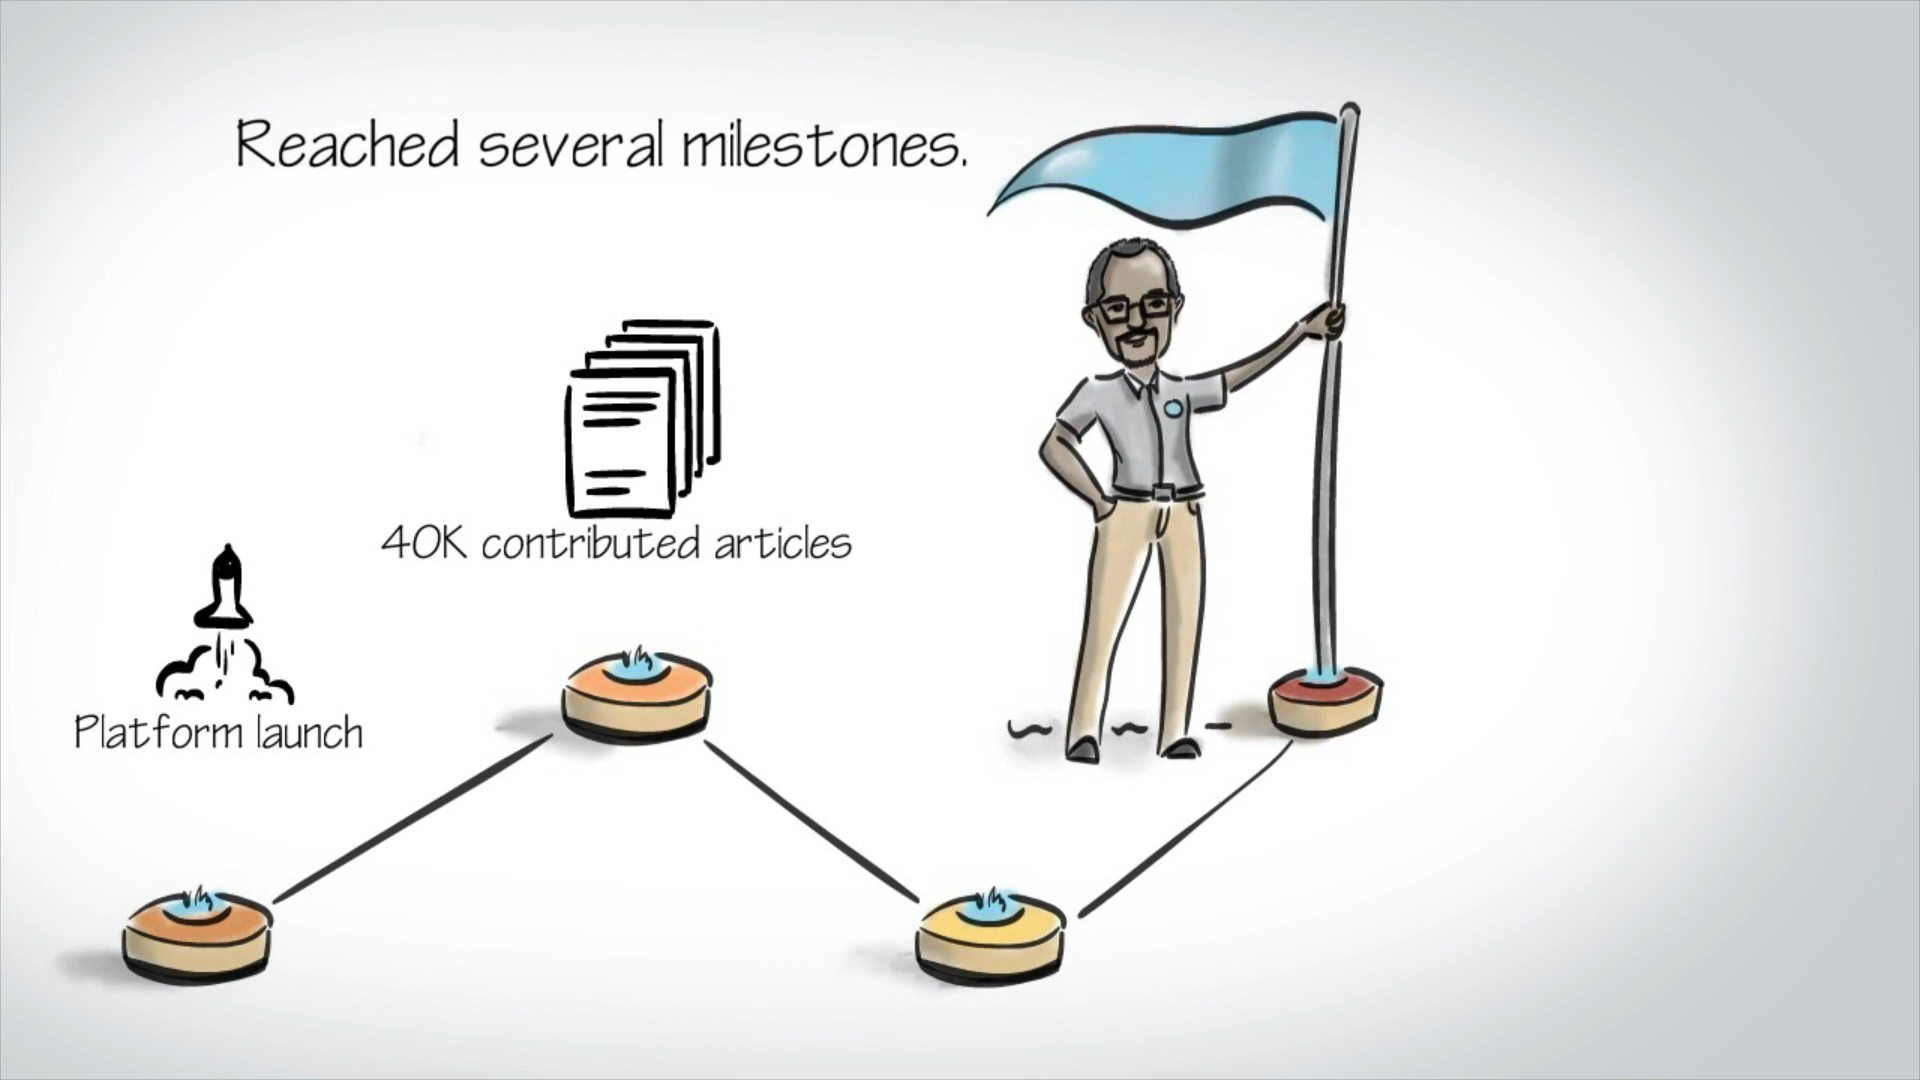 Reached several milestones.
40K contributed articles
Platform launch